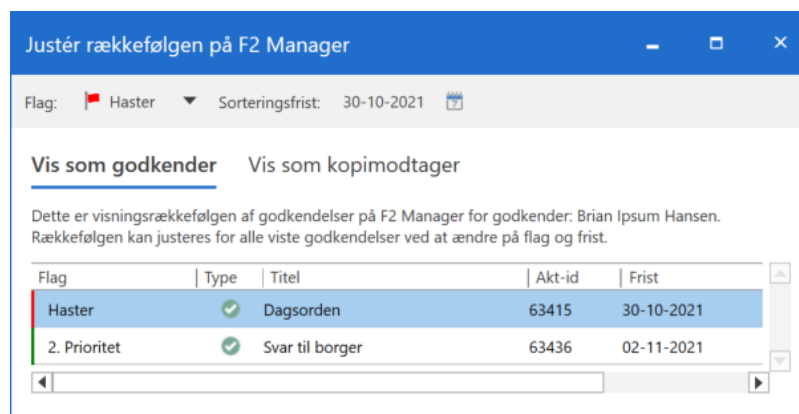 Justér rækkefølgen på F2 Manager
Flag: Haster Sorteringsfrist: 30-10-2021
Vis som godkender Vis som kopimodtager
Dette er visningsrækkefølgen af godkendelser på F2 Manager for godkender: Brian Ipsum Hansen.
Rækkefølgen kan justeres for alle viste godkendelser ved at ændre på flag og frist.
Flag Type Titel Akt-id Frist
Haster Dagsorden 63415 30-10-2021
2. Prioritet Svar til borger 63436 02-11-2021